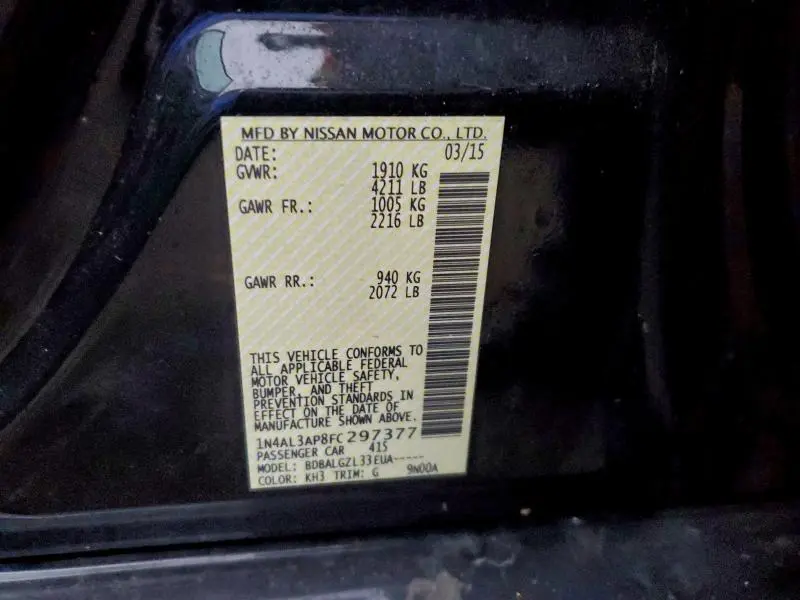 MFD BY NISSAN MOTOR CO., LTD.
DATE: 03/15
GVWR: 1910 KG
4211 LB
GAWR FR.: 1005 KG
2216 LB
GAWR RR.: 940 KG
2072 LB
THIS VEHICLE CONFORMS TO
ALL APPLICABLE FEDERAL
MOTOR VEHICLE SAFETY,
BUMPER, AND THEFT
PREVENTION STANDARDS IN
EFFECT ON THE DATE OF
MANUFACTURE SHOWN ABOVE.
1N4AL3AP8FC297377
PASSENGER CAR 415
MODEL: BDBALGZL33EUA-----
COLOR: KH3 TRIM: G 9N00A